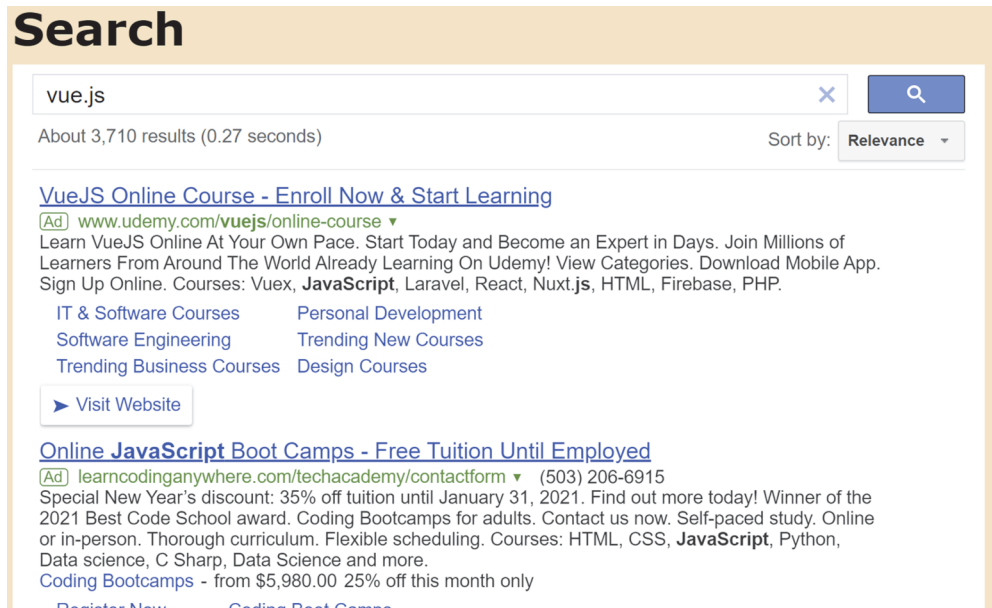 Search
vue.js
About 3,710 results (0.27 seconds)
Sort by: Relevance
VueJS Online Course - Enroll Now & Start Learning
Ad www.udemy.com/vuejs/online-course
Learn VueJS Online At Your Own Pace. Start Today and Become an Expert in Days. Join Millions of
Learners From Around The World Already Learning On Udemy! View Categories. Download Mobile App.
Sign Up Online. Courses: Vuex, JavaScript, Laravel, React, Nuxt.js, HTML, Firebase, PHP.
IT & Software Courses Personal Development
Software Engineering Trending New Courses
Trending Business Courses Design Courses
Visit Website
Online JavaScript Boot Camps - Free Tuition Until Employed
Ad learncodinganywhere.com/techacademy/contactform (503) 206-6915
Special New Year's discount: 35% off tuition until January 31, 2021. Find out more today! Winner of the
2021 Best Code School award. Coding Bootcamps for adults. Contact us now. Self-paced study. Online
or in-person. Thorough curriculum. Flexible scheduling. Courses: HTML, CSS, JavaScript, Python,
Data science, C Sharp, Data Science and more.
Coding Bootcamps - from $5,980.00 25% off this month only
Register Now Coding Boot Camps